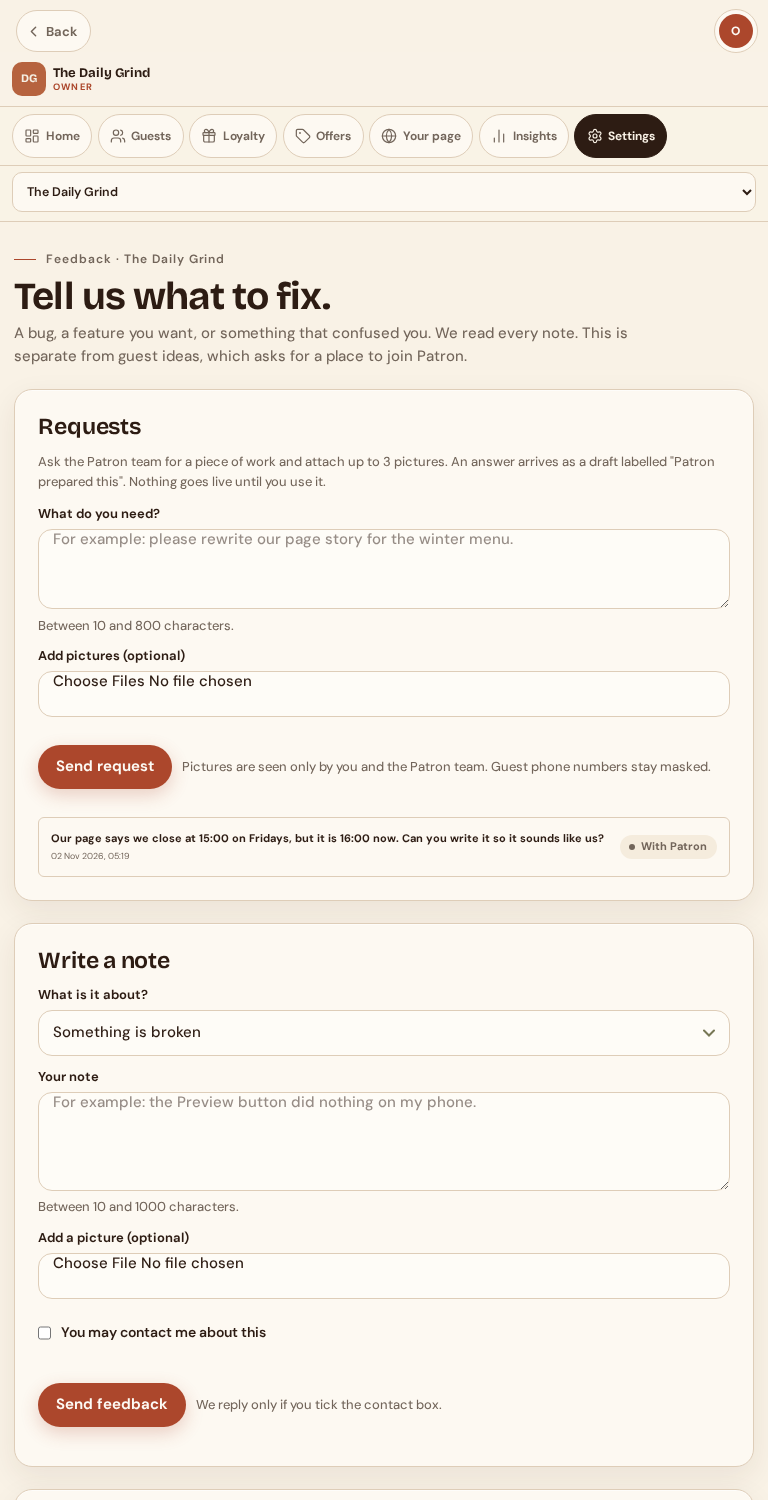 Back
O
DG
The Daily Grind
OWNER
Home
Guests
Loyalty
Offers
Your page
Insights
Settings
The Daily Grind
Feedback · The Daily Grind
Tell us what to fix.
A bug, a feature you want, or something that confused you. We read every note. This is
separate from guest ideas, which asks for a place to join Patron.
Requests
Ask the Patron team for a piece of work and attach up to 3 pictures. An answer arrives as a draft labelled "Patron
prepared this". Nothing goes live until you use it.
What do you need?
For example: please rewrite our page story for the winter menu.
Between 10 and 800 characters.
Add pictures (optional)
Choose Files No file chosen
Send request
Pictures are seen only by you and the Patron team. Guest phone numbers stay masked.
Our page says we close at 15:00 on Fridays, but it is 16:00 now. Can you write it so it sounds like us?
02 Nov 2026, 05:19
With Patron
Write a note
What is it about?
Something is broken
Your note
For example: the Preview button did nothing on my phone.
Between 10 and 1000 characters.
Add a picture (optional)
Choose File No file chosen
You may contact me about this
Send feedback
We reply only if you tick the contact box.